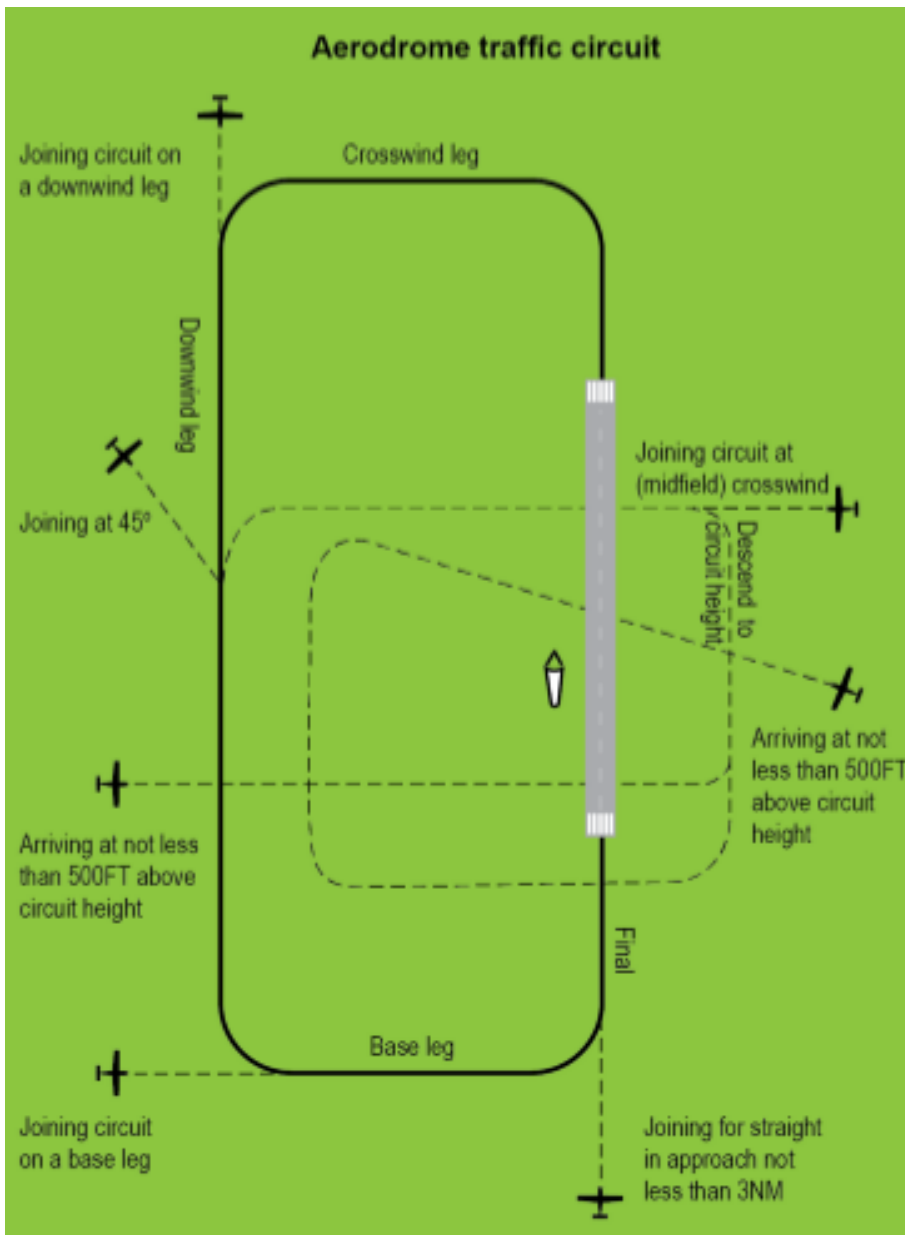 Aerodrome traffic circuit
Joining circuit on
a downwind leg
Crosswind leg
Downwind leg
Joining circuit at
(midfield) crosswind
Joining at 45º
Descend to
circuit height
Arriving at not
less than 500FT
above circuit
height
Arriving at not less
than 500FT above
circuit height
Final
Base leg
Joining circuit
on a base leg
Joining for straight
in approach not
less than 3NM